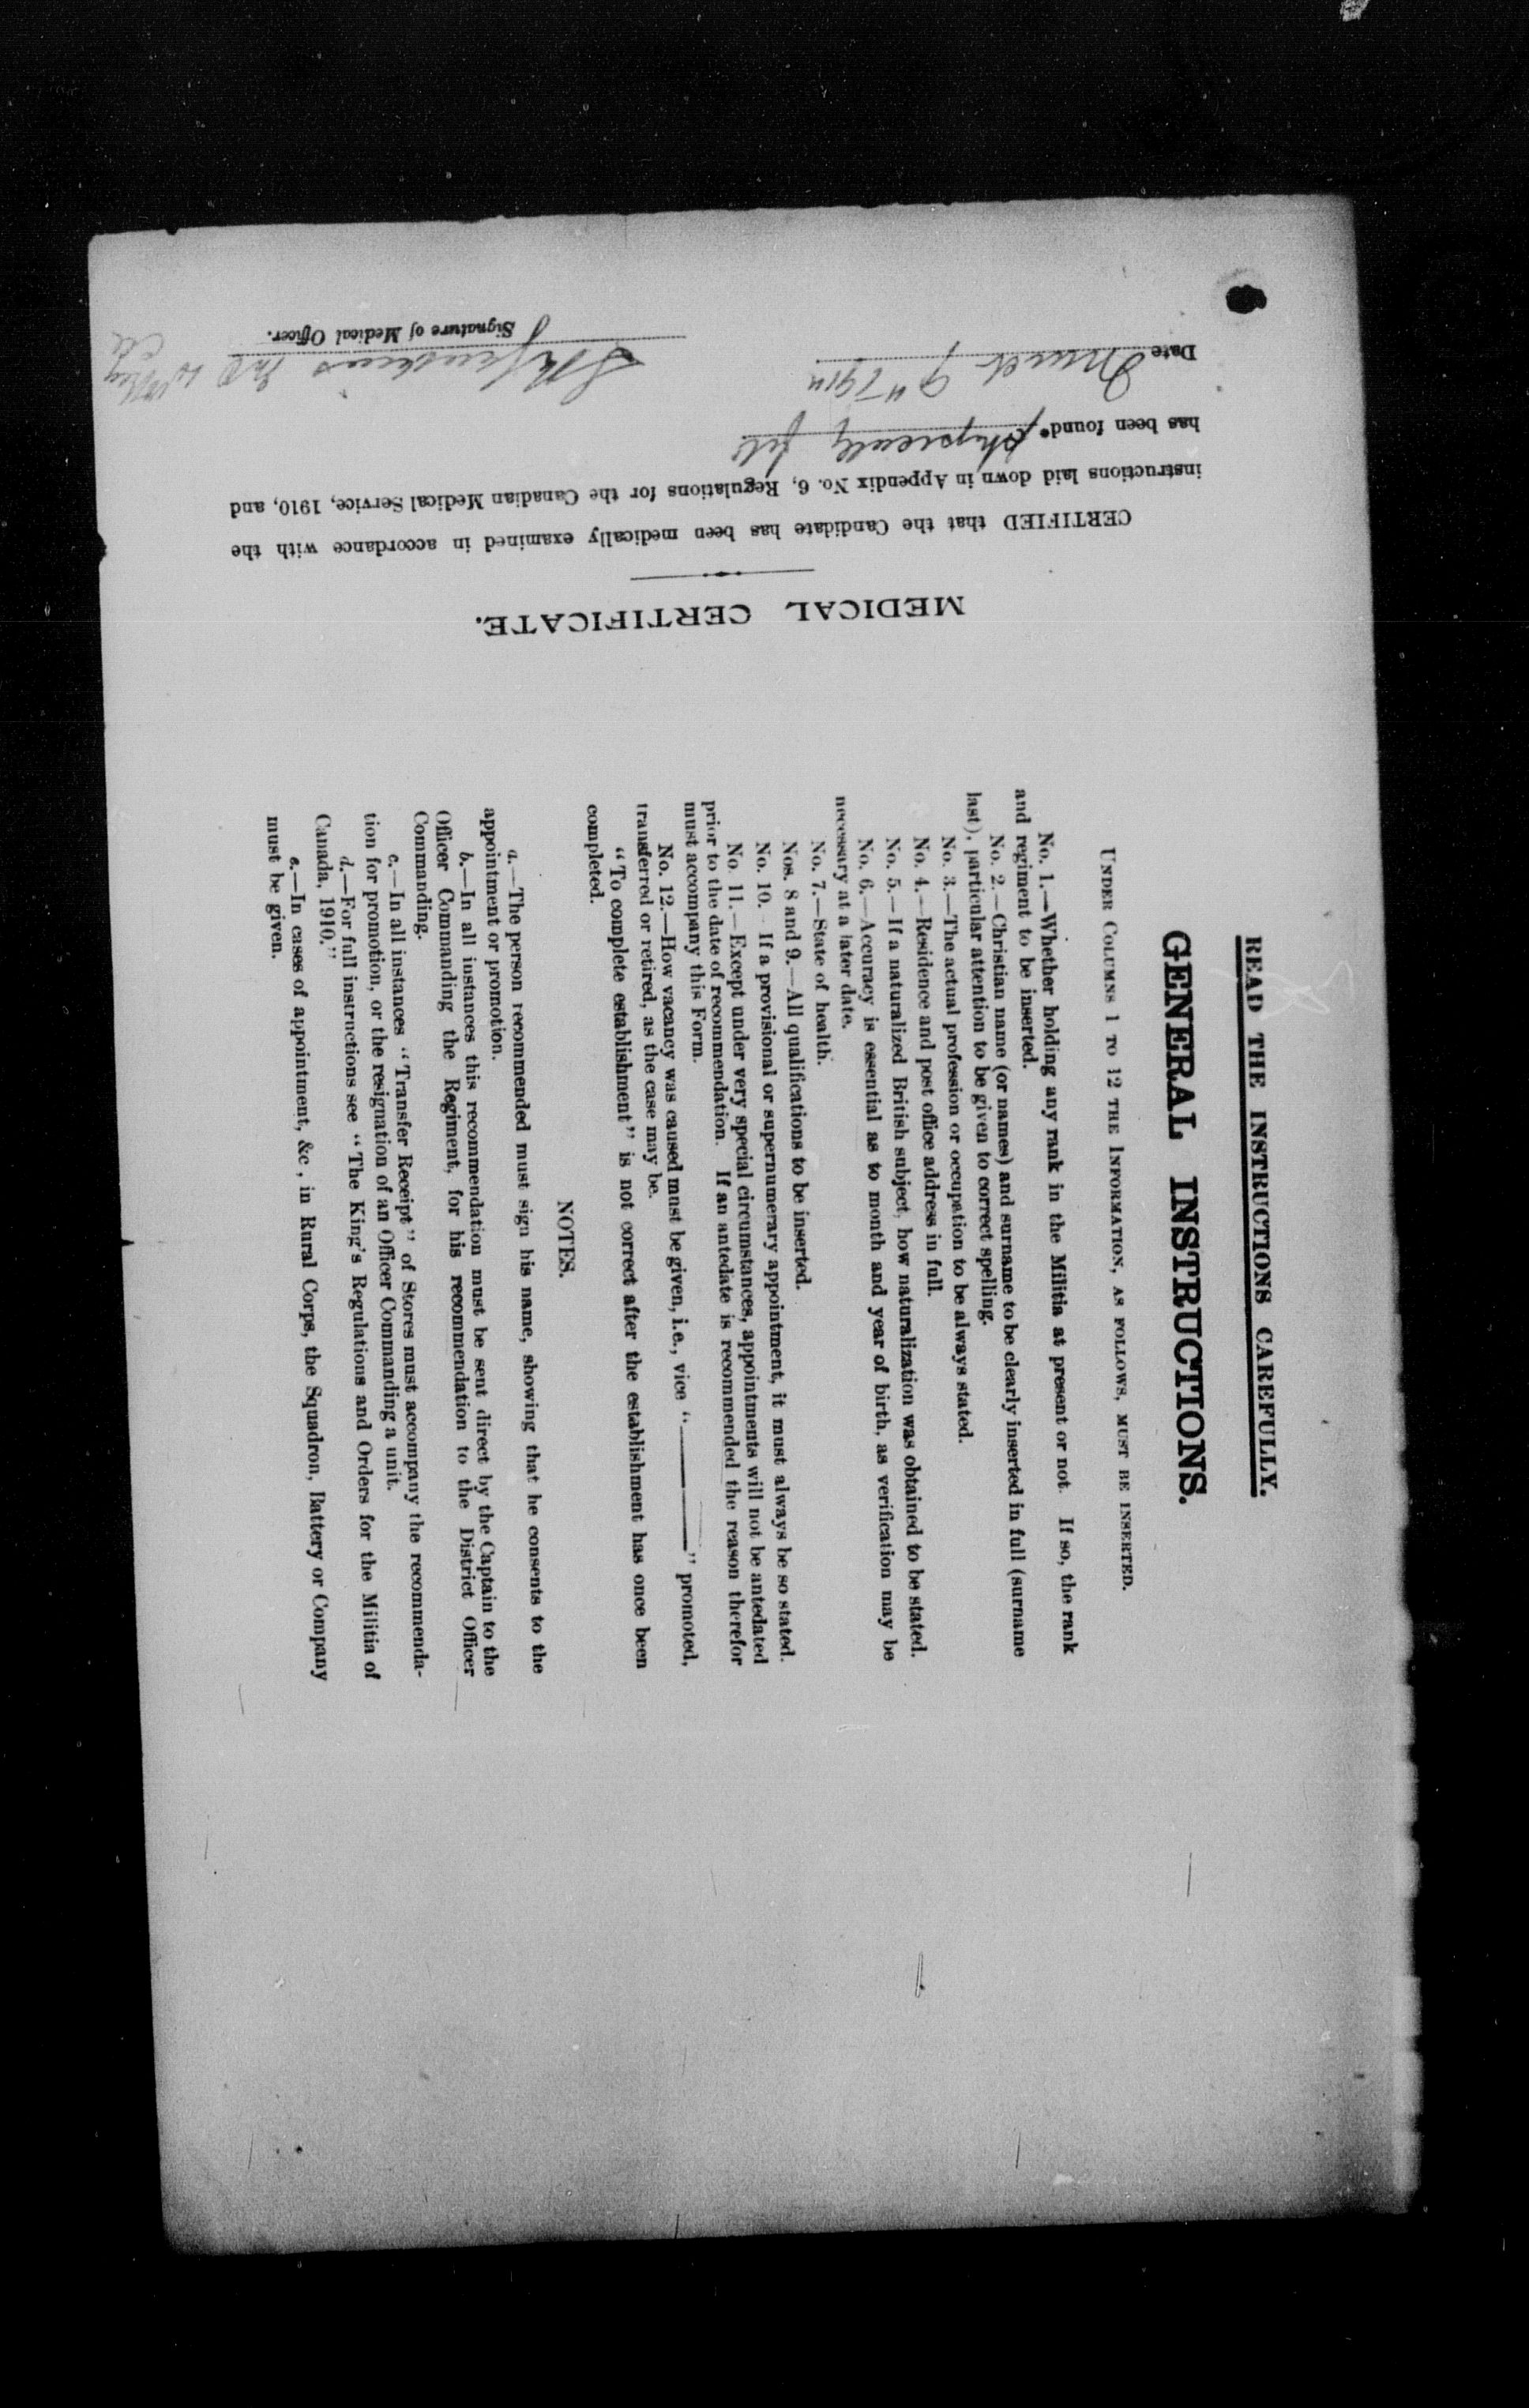 READ THE INSTRUCTIONS CAREFULLY.
GENERAL INSTRUCTIONS.
UNDER COLUMNS 1 TO 12 THE INFORMATION, AS FOLLOWS, MUST BE INSERTED.
No. 1.—Whether holding any rank in the Militia at present or not. If so, the rank
and regiment to be inserted.
No. 2.—Christian name (or names) and surname to be clearly inserted in full (surname
last), particular attention to be given to correct spelling.
No. 3.—The actual profession or occupation to be always stated.
No. 4.—Residence and post office address in full.
No. 5.—If a naturalized British subject, how naturalization was obtained to be stated.
No. 6.—Accuracy is essential as to month and year of birth, as verification may be
necessary at a later date.
No. 7.—State of health.
Nos. 8 and 9.—All qualifications to be inserted.
No. 10.—If a provisional or supernumerary appointment, it must always be so stated.
No. 11.—Except under very special circumstances, appointments will not be antedated
prior to the date of recommendation. If an antedate is recommended the reason therefor
must accompany this Form.
No. 12.—How vacancy was caused must be given, i.e., vice "————" promoted,
transferred or retired, as the case may be.
"To complete establishment" is not correct after the establishment has once been
completed.
NOTES.
a.—The person recommended must sign his name, showing that he consents to the
appointment or promotion.
b.—In all instances this recommendation must be sent direct by the Captain to the
Officer Commanding the Regiment, for his recommendation to the District Officer
Commanding.
c.—In all instances "Transfer Receipt" of Stores must accompany the recommenda-
tion for promotion, or the resignation of an Officer Commanding a unit.
d.—For full instructions see "The King's Regulations and Orders for the Militia of
Canada, 1910."
e.—In cases of appointment, &c, in Rural Corps, the Squadron, Battery or Company
must be given.
MEDICAL CERTIFICATE.
CERTIFIED that the Candidate has been medically examined in accordance with the
instructions laid down in Appendix No. 6, Regulations for the Canadian Medical Service, 1910, and
has been found* physically fit
Date March 9th 1914
Signature of Medical Officer.